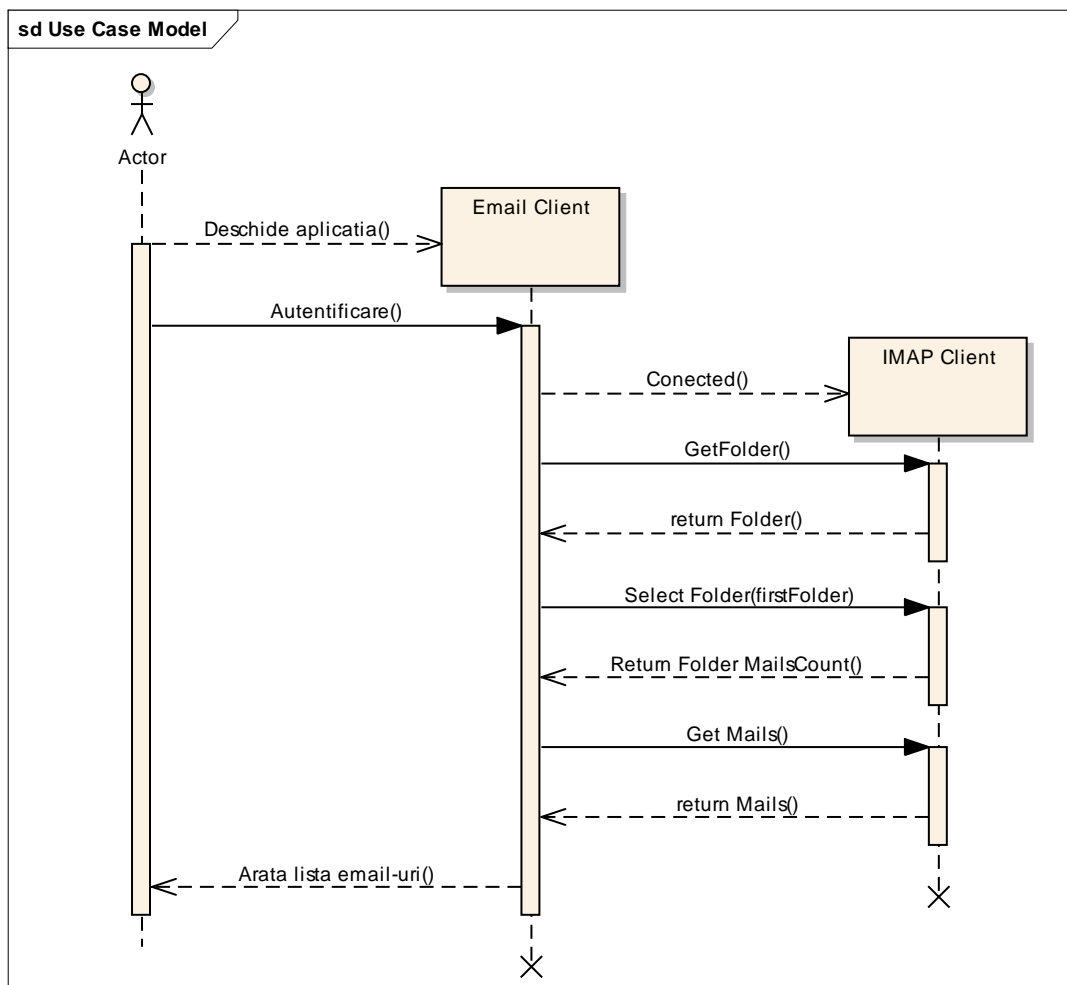 sd Use Case Model
Actor
Email Client
Deschide aplicatia()
Autentificare()
IMAP Client
Conected()
GetFolder()
return Folder()
Select Folder(firstFolder)
Return Folder MailsCount()
Get Mails()
return Mails()
Arata lista email-uri()